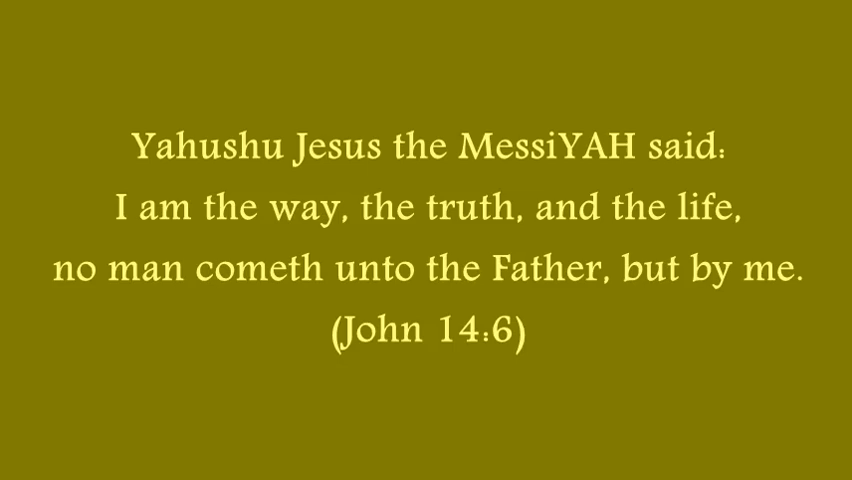 Yahushu Jesus the MessiYAH said:
I am the way, the truth, and the life,
no man cometh unto the Father, but by me.
(John 14:6)